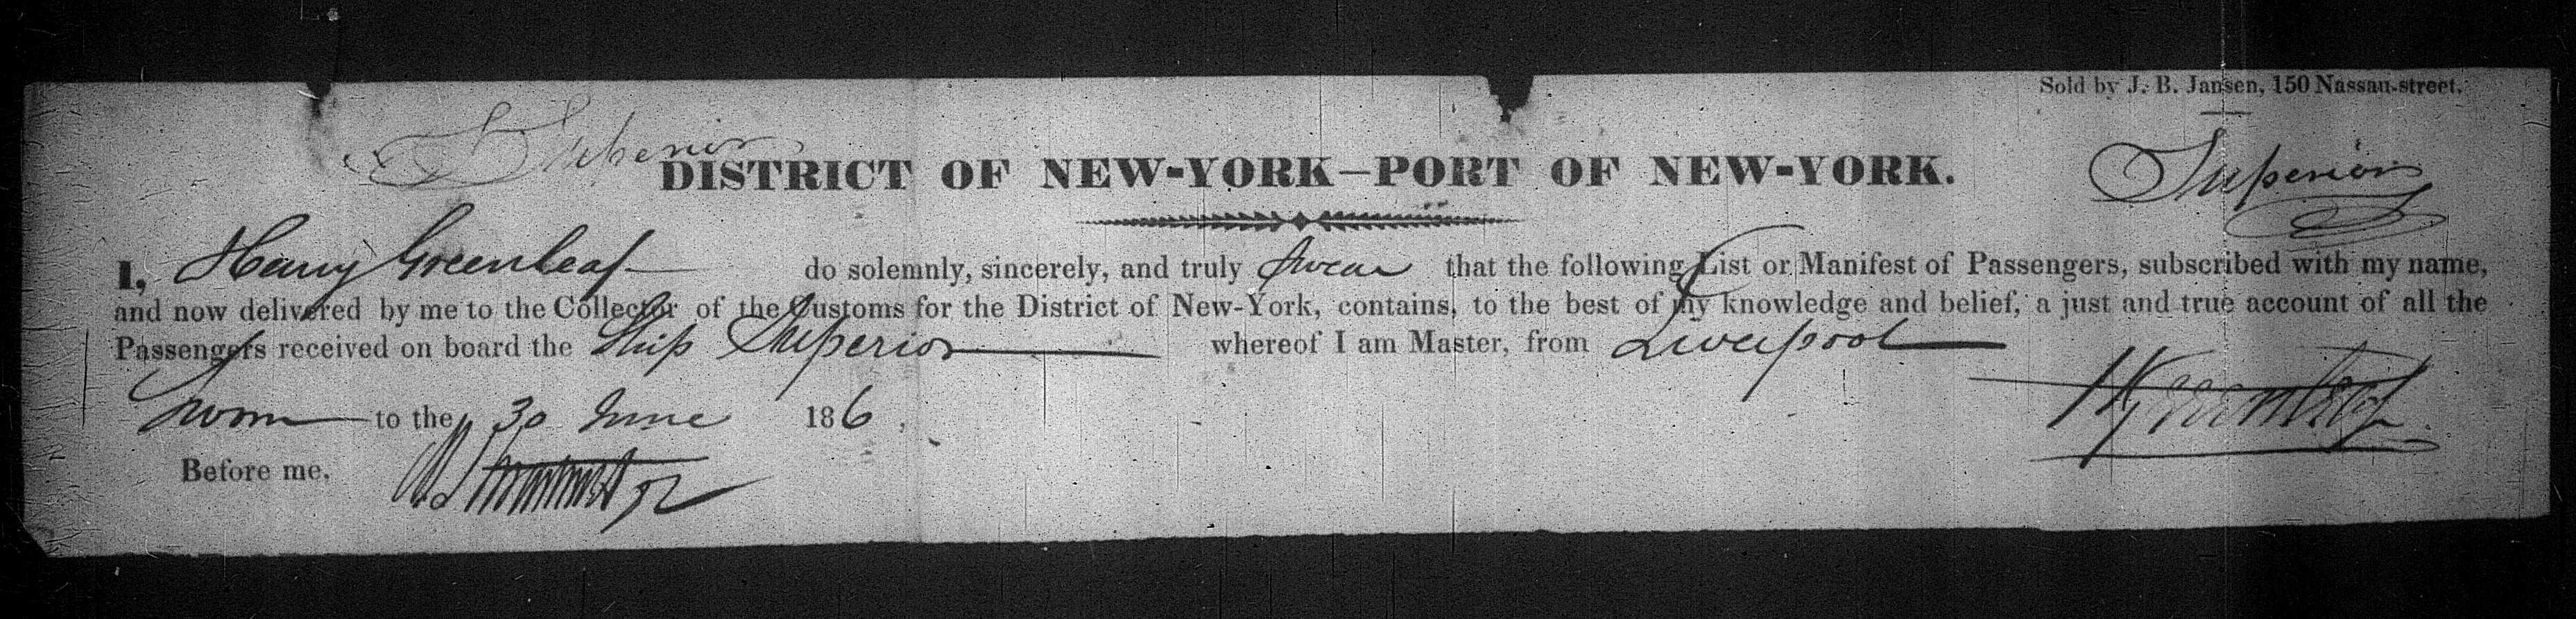 Sold by J. B. Jansen, 150 Nassau-street.
S Superior
DISTRICT OF NEW-YORK—PORT OF NEW-YORK.
Superior
I, Harry Greenleaf do solemnly, sincerely, and truly swear that the following List or Manifest of Passengers, subscribed with my name,
and now delivered by me to the Collector of the Customs for the District of New-York, contains, to the best of my knowledge and belief, a just and true account of all the
Passengers received on board the Ship Superior whereof I am Master, from Liverpool
Sworn to the 30 June 186 .
H Greenleaf
Before me,